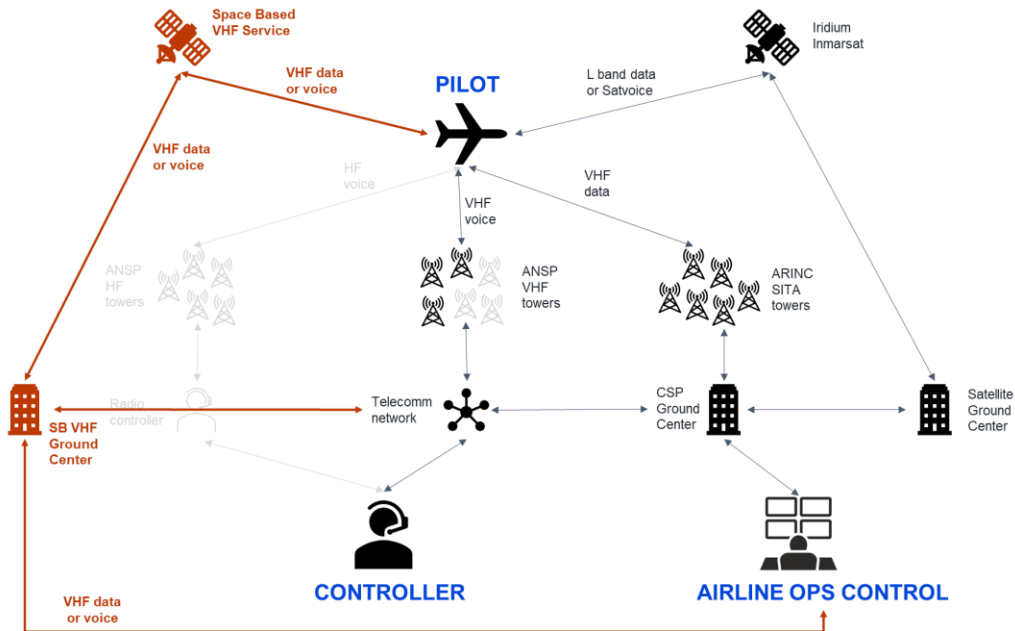 Space Based
VHF Service
Iridium
Inmarsat
VHF data
or voice
PILOT
L band data
or Satvoice
VHF data
or voice
HF
voice
VHF
data
VHF
voice
ANSP
HF
towers
ANSP
VHF
towers
ARINC
SITA
towers
Radio
controller
Telecomm
network
CSP
Ground
Center
Satellite
Ground
Center
SB VHF
Ground
Center
CONTROLLER
AIRLINE OPS CONTROL
VHF data
or voice